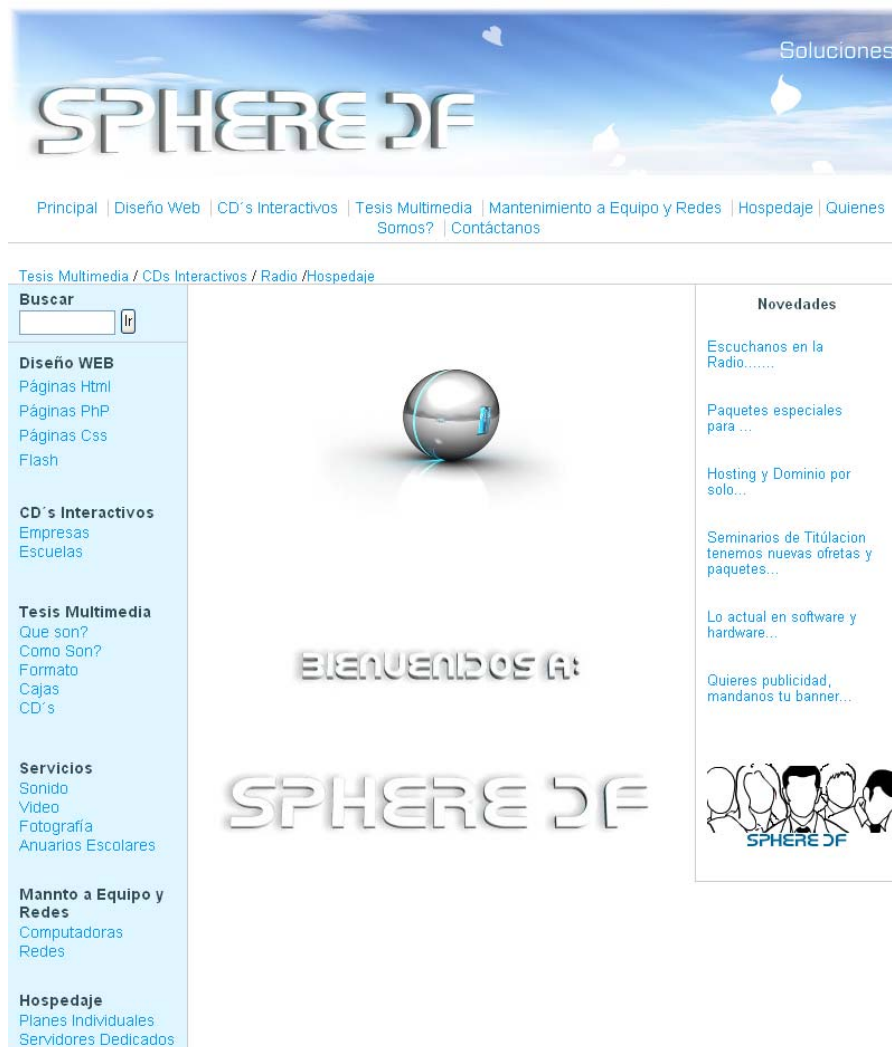 Soluciones
SPHERE DF
Principal | Diseño Web | CD´s Interactivos | Tesis Multimedia | Mantenimiento a Equipo y Redes | Hospedaje | Quienes
Somos? | Contáctanos
Tesis Multimedia / CDs Interactivos / Radio /Hospedaje
Buscar
Ir
Diseño WEB
Páginas Html
Páginas PhP
Páginas Css
Flash
CD´s Interactivos
Empresas
Escuelas
Tesis Multimedia
Que son?
Como Son?
Formato
Cajas
CD´s
Servicios
Sonido
Video
Fotografía
Anuarios Escolares
Mannto a Equipo y
Redes
Computadoras
Redes
Hospedaje
Planes Individuales
Servidores Dedicados
BIENVENIDOS A:
SPHERE DF
Novedades
Escuchanos en la
Radio.......
Paquetes especiales
para ...
Hosting y Dominio por
solo...
Seminarios de Titúlacion
tenemos nuevas ofretas y
paquetes...
Lo actual en software y
hardware...
Quieres publicidad,
mandanos tu banner...
SPHERE DF